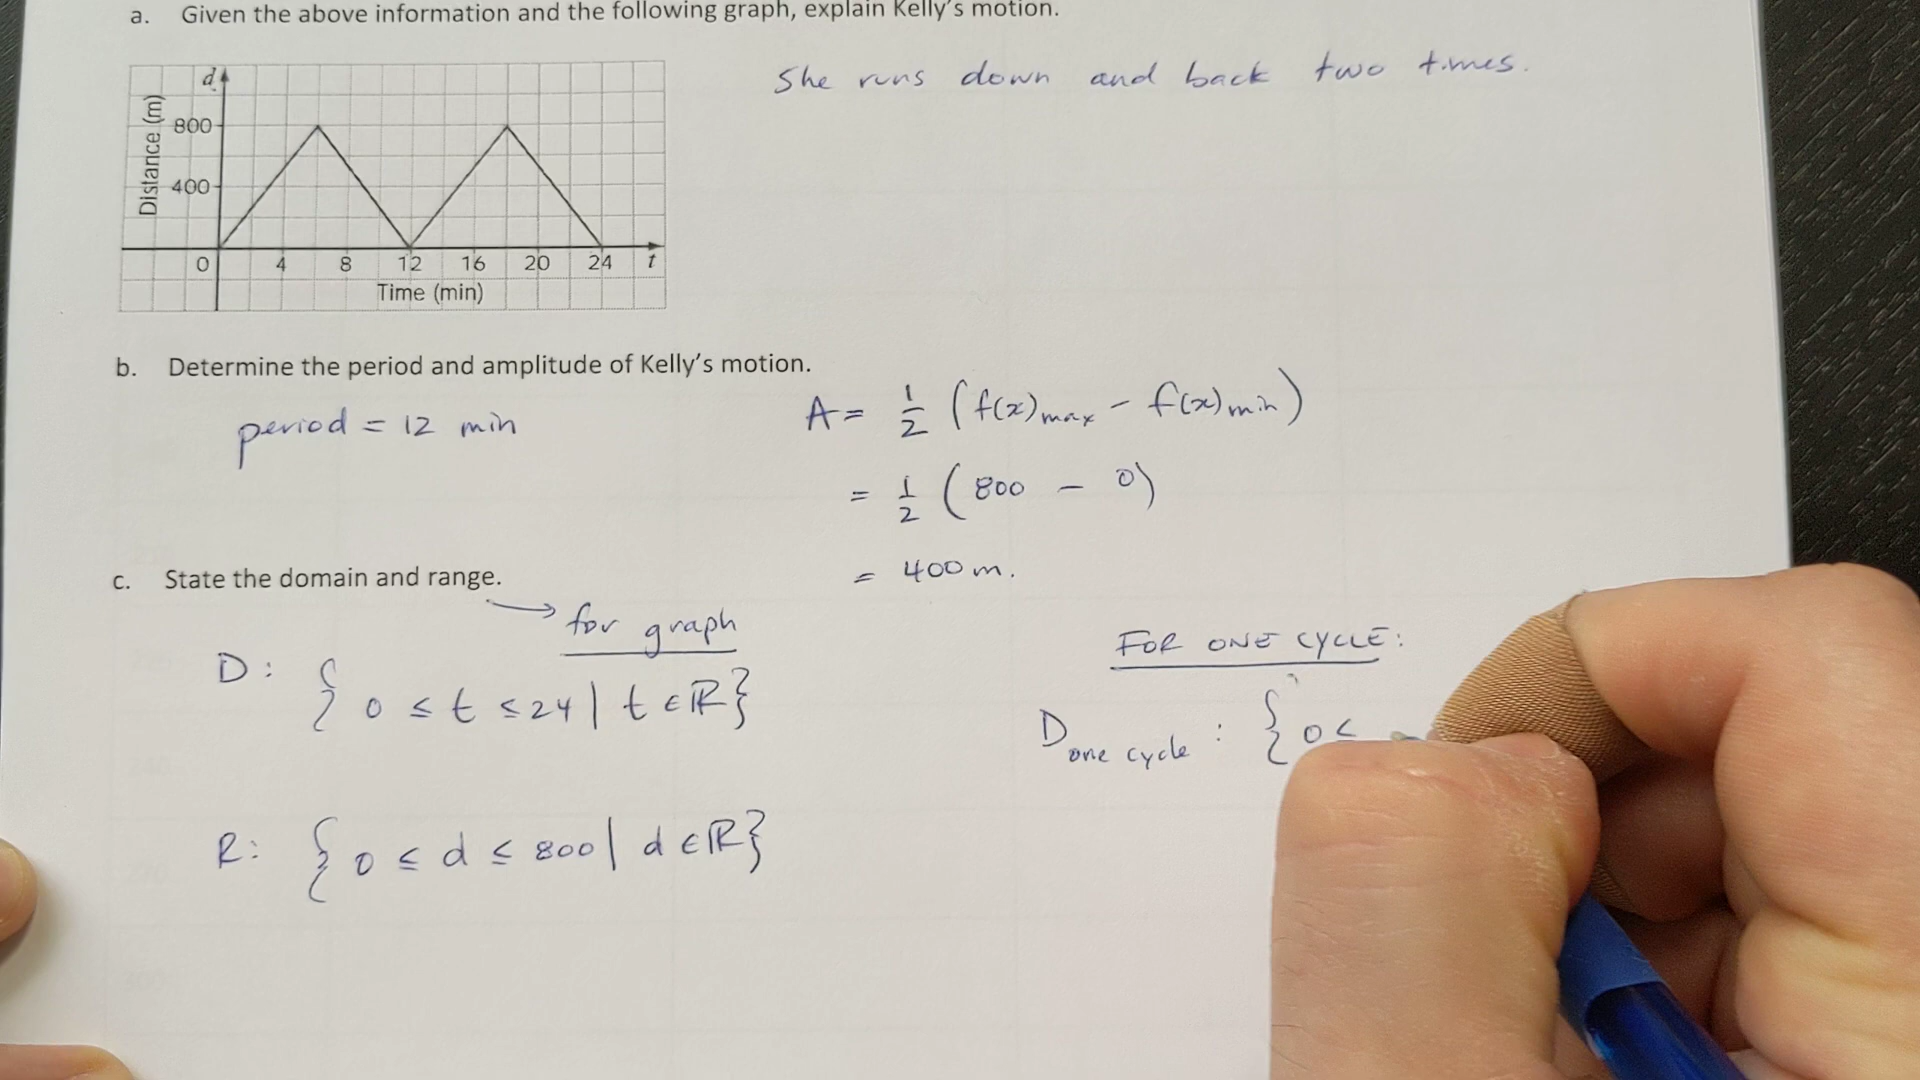 a. Given the above information and the following graph, explain Kelly's motion.
She runs down and back two times.
d
Distance (m)
800
400
0 4 8 12 16 20 24 t
Time (min)
b. Determine the period and amplitude of Kelly's motion.
period = 12 min
A = 1/2 (f(x)max - f(x)min)
= 1/2 (800 - 0)
= 400 m.
c. State the domain and range.
→ for graph
D: { 0 ≤ t ≤ 24 | t ∈ ℝ}
R: { 0 ≤ d ≤ 800 | d ∈ ℝ}
FOR ONE CYCLE:
D one cycle : { 0 <